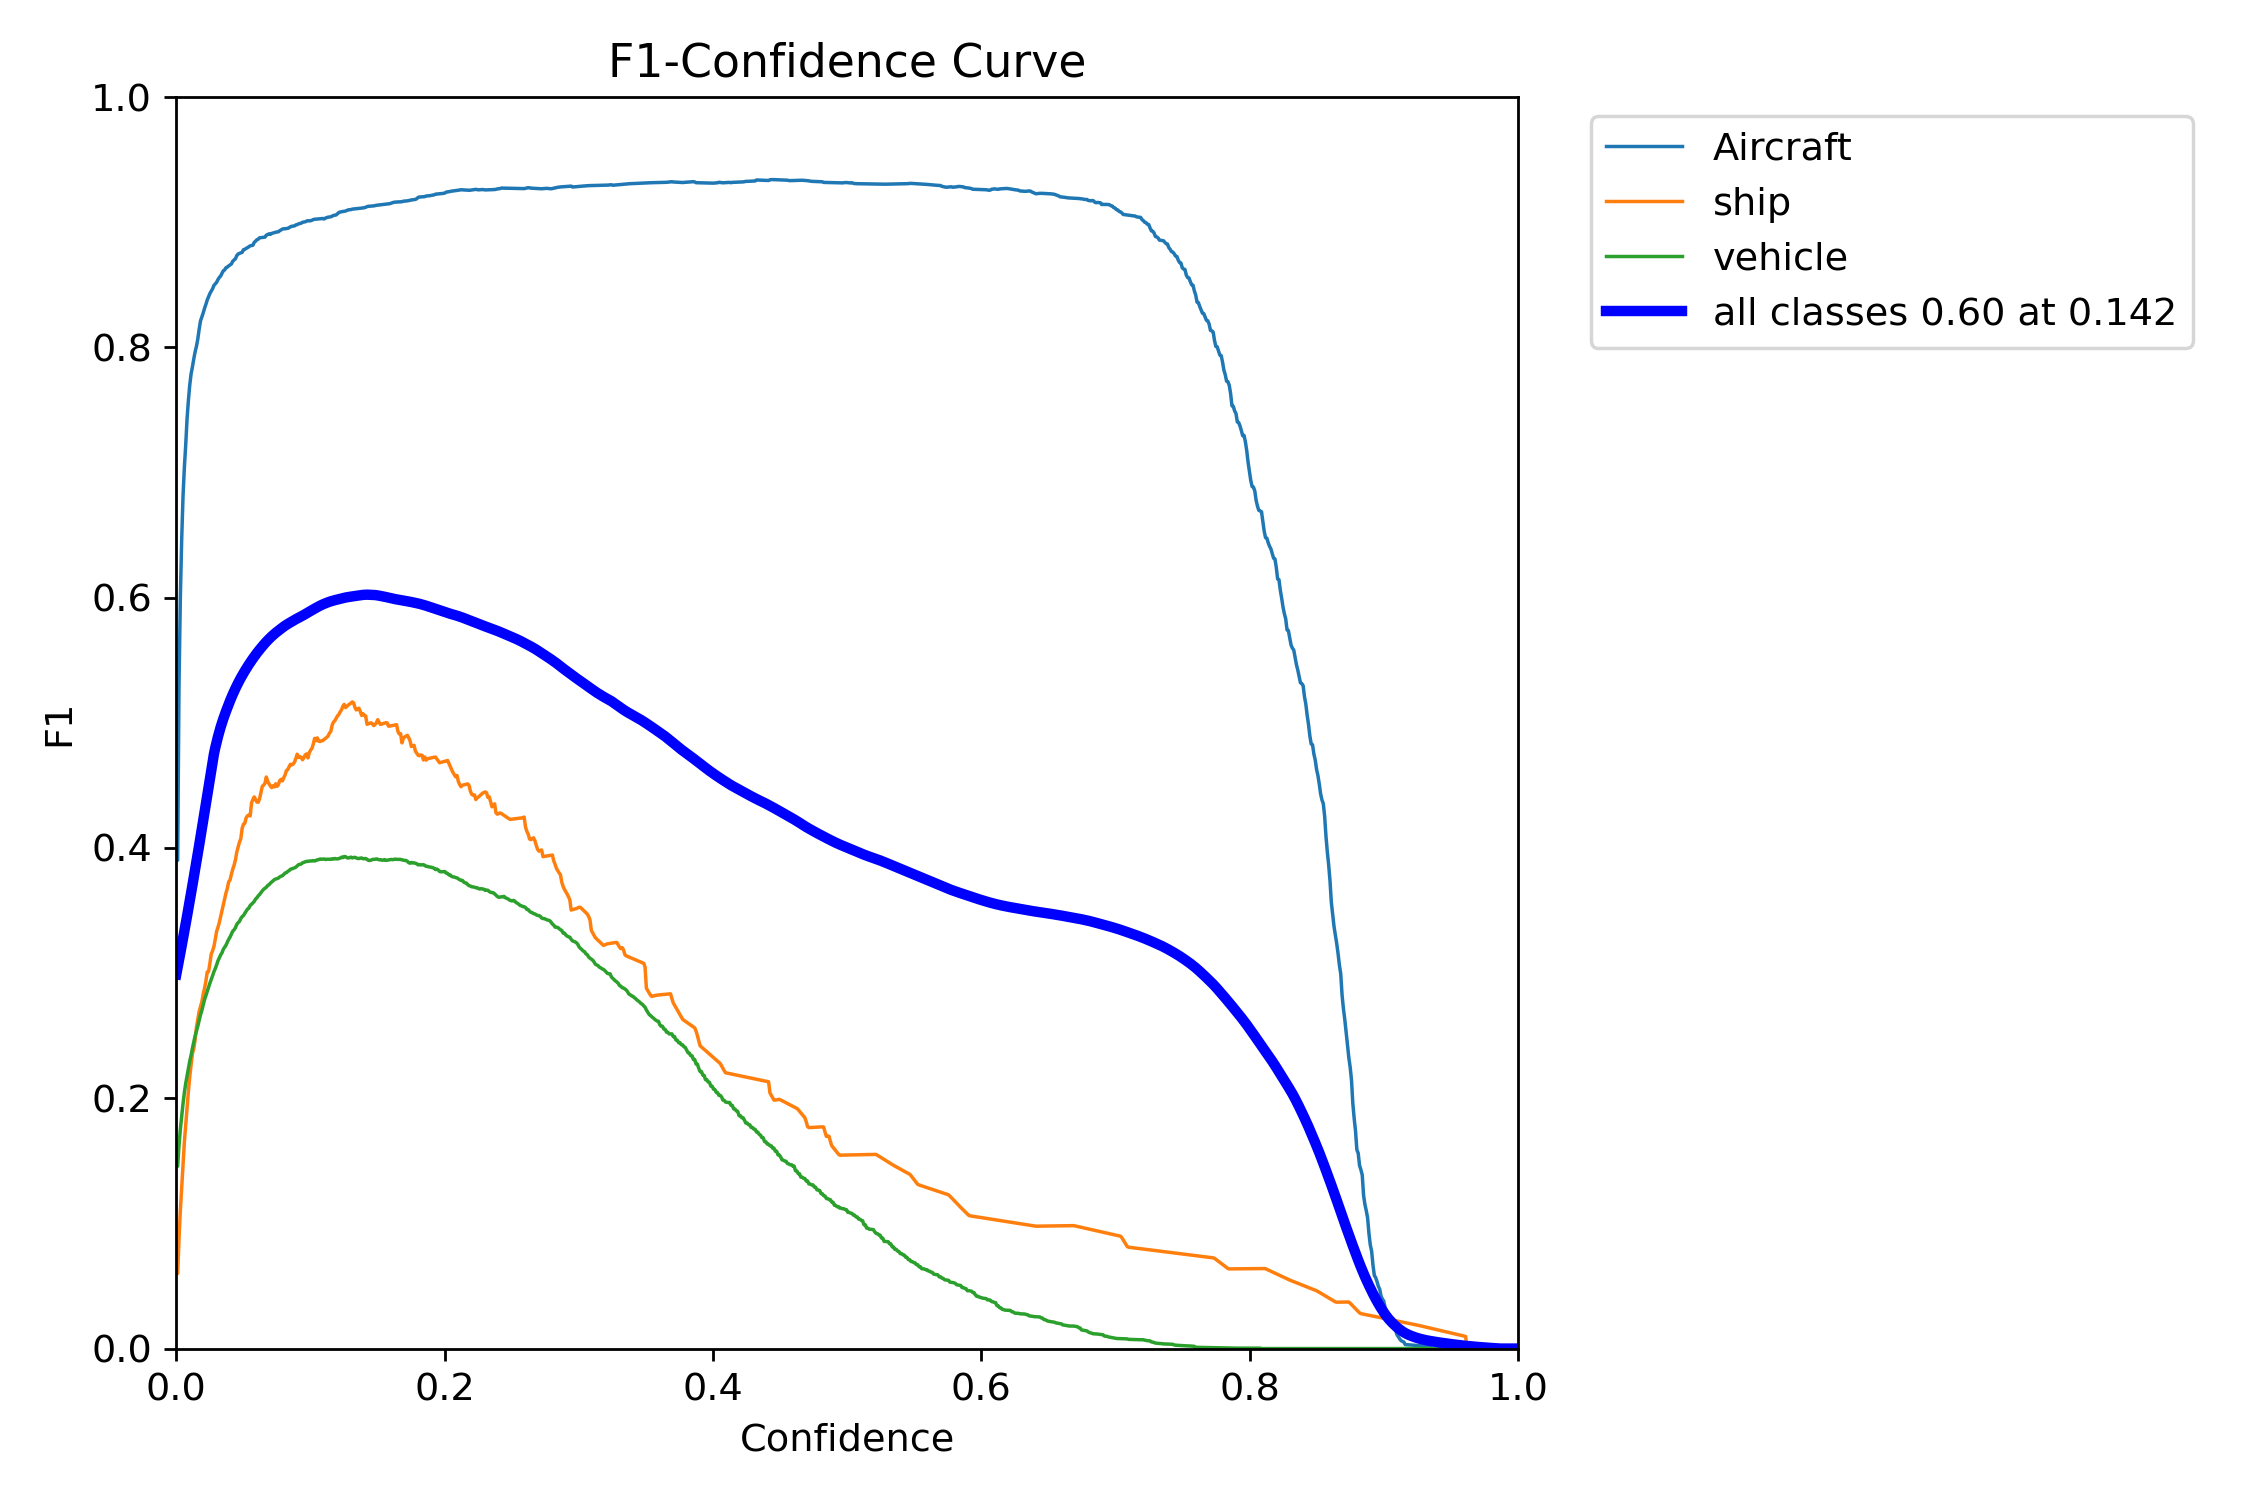 F1-Confidence Curve
1.0
0.8
0.6
0.4
0.2
0.0
F1
0.0 0.2 0.4 0.6 0.8 1.0
Confidence
Aircraft
ship
vehicle
all classes 0.60 at 0.142